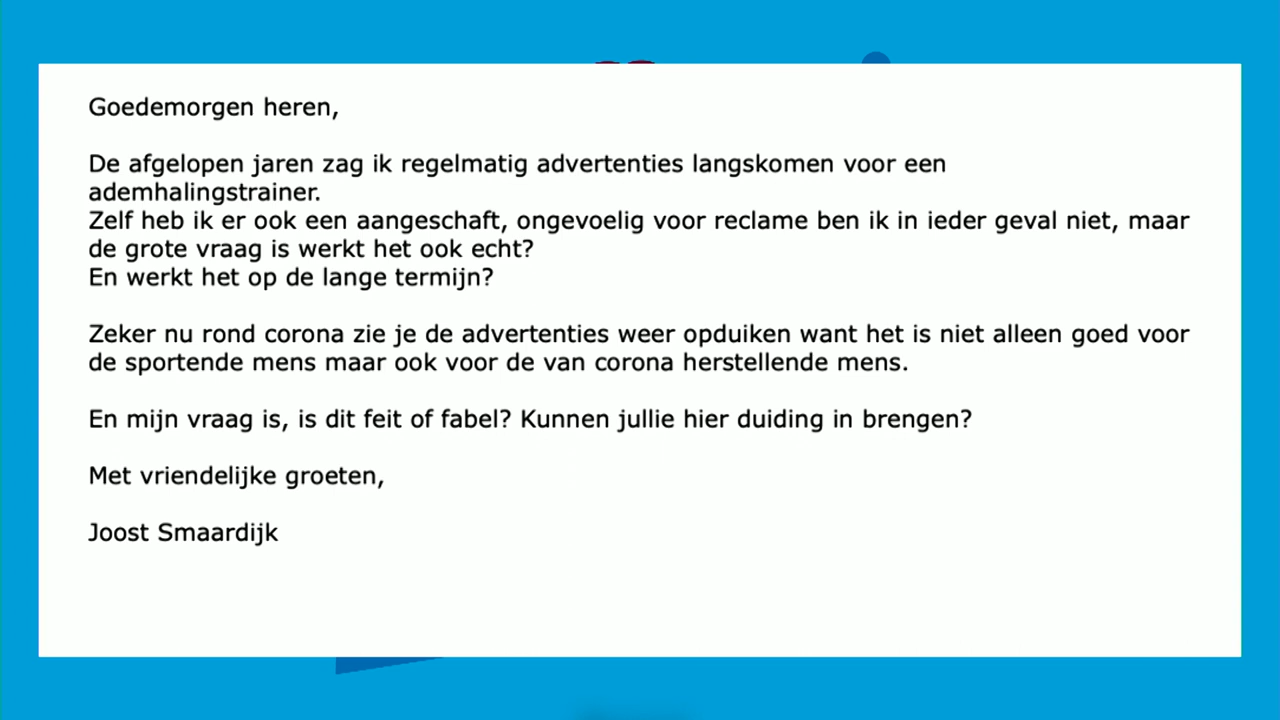 Goedemorgen heren,
De afgelopen jaren zag ik regelmatig advertenties langskomen voor een
ademhalingstrainer.
Zelf heb ik er ook een aangeschaft, ongevoelig voor reclame ben ik in ieder geval niet, maar
de grote vraag is werkt het ook echt?
En werkt het op de lange termijn?
Zeker nu rond corona zie je de advertenties weer opduiken want het is niet alleen goed voor
de sportende mens maar ook voor de van corona herstellende mens.
En mijn vraag is, is dit feit of fabel? Kunnen jullie hier duiding in brengen?
Met vriendelijke groeten,
Joost Smaardijk